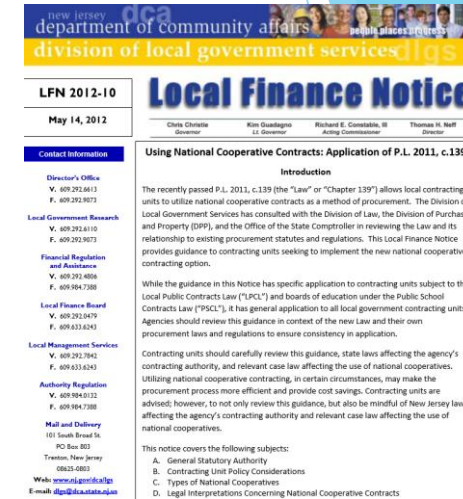 new jersey
department of community affairs
dca
people places progress
division of local government services
dlgs
LFN 2012-10
May 14, 2012
Contact Information
Director's Office
V. 609.292.6613
F. 609.292.9073
Local Government Research
V. 609.292.6110
F. 609.292.9073
Financial Regulation
and Assistance
V. 609.292.4806
F. 609.984.7388
Local Finance Board
V. 609.292.0479
F. 609.633.6243
Local Management Services
V. 609.292.7842
F. 609.633.6243
Authority Regulation
V. 609.984.0132
F. 609.984.7388
Mail and Delivery
101 South Broad St.
PO Box 803
Trenton, New Jersey
08625-0803
Web: www.nj.gov/dca/lgs
E-mail: dlgs@dca.state.nj.us
Local Finance Notice
Chris Christie
Governor
Kim Guadagno
Lt. Governor
Richard E. Constable, III
Acting Commissioner
Thomas H. Neff
Director
Using National Cooperative Contracts: Application of P.L. 2011, c.139
Introduction
The recently passed P.L. 2011, c.139 (the "Law" or "Chapter 139") allows local contracting
units to utilize national cooperative contracts as a method of procurement. The Division of
Local Government Services has consulted with the Division of Law, the Division of Purchase
and Property (DPP), and the Office of the State Comptroller in reviewing the Law and its
relationship to existing procurement statutes and regulations. This Local Finance Notice
provides guidance to contracting units seeking to implement the new national cooperative
contracting option.
While the guidance in this Notice has specific application to contracting units subject to the
Local Public Contracts Law ("LPCL") and boards of education under the Public School
Contracts Law ("PSCL"), it has general application to all local government contracting units.
Agencies should review this guidance in context of the new Law and their own
procurement laws and regulations to ensure consistency in application.
Contracting units should carefully review this guidance, state laws affecting the agency's
contracting authority, and relevant case law affecting the use of national cooperatives.
Utilizing national cooperative contracting, in certain circumstances, may make the
procurement process more efficient and provide cost savings. Contracting units are
advised; however, to not only review this guidance, but also be mindful of New Jersey laws
affecting the agency's contracting authority and relevant case law affecting the use of
national cooperatives.
This notice covers the following subjects:
A. General Statutory Authority
B. Contracting Unit Policy Considerations
C. Types of National Cooperatives
D. Legal Interpretations Concerning National Cooperative Contracts